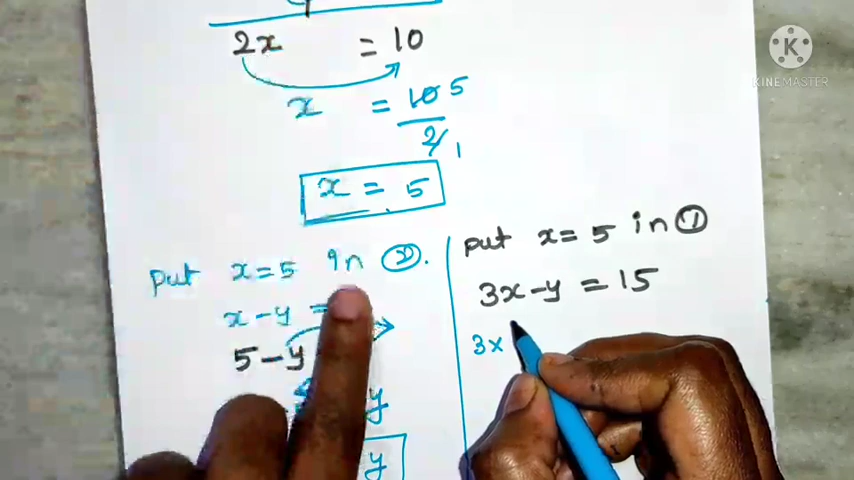 2x = 10
x = 10 5
2 1
x = 5
put x=5 in ②.
x-y =
5-y
y
y
put x=5 in ①
3x-y = 15
3x
K
KINEMASTER